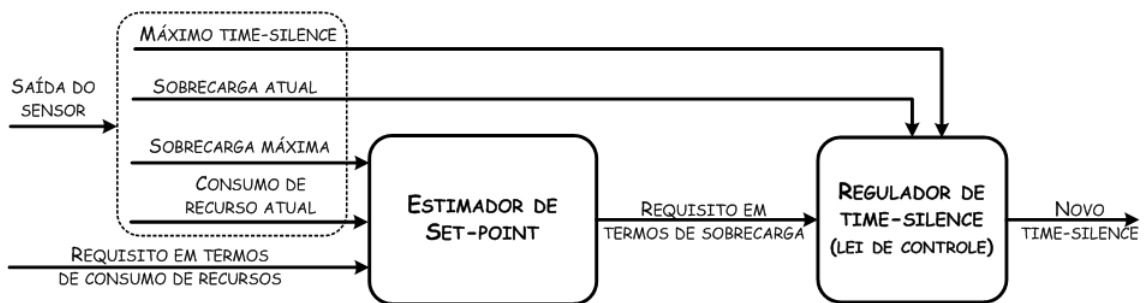 MÁXIMO TIME-SILENCE
SAÍDA DO
SENSOR
SOBRECARGA ATUAL
SOBRECARGA MÁXIMA
CONSUMO DE
RECURSO ATUAL
REQUISITO EM TERMOS
DE CONSUMO DE RECURSOS
ESTIMADOR DE
SET-POINT
REQUISITO EM
TERMOS DE SOBRECARGA
REGULADOR DE
TIME-SILENCE
(LEI DE CONTROLE)
NOVO
TIME-SILENCE